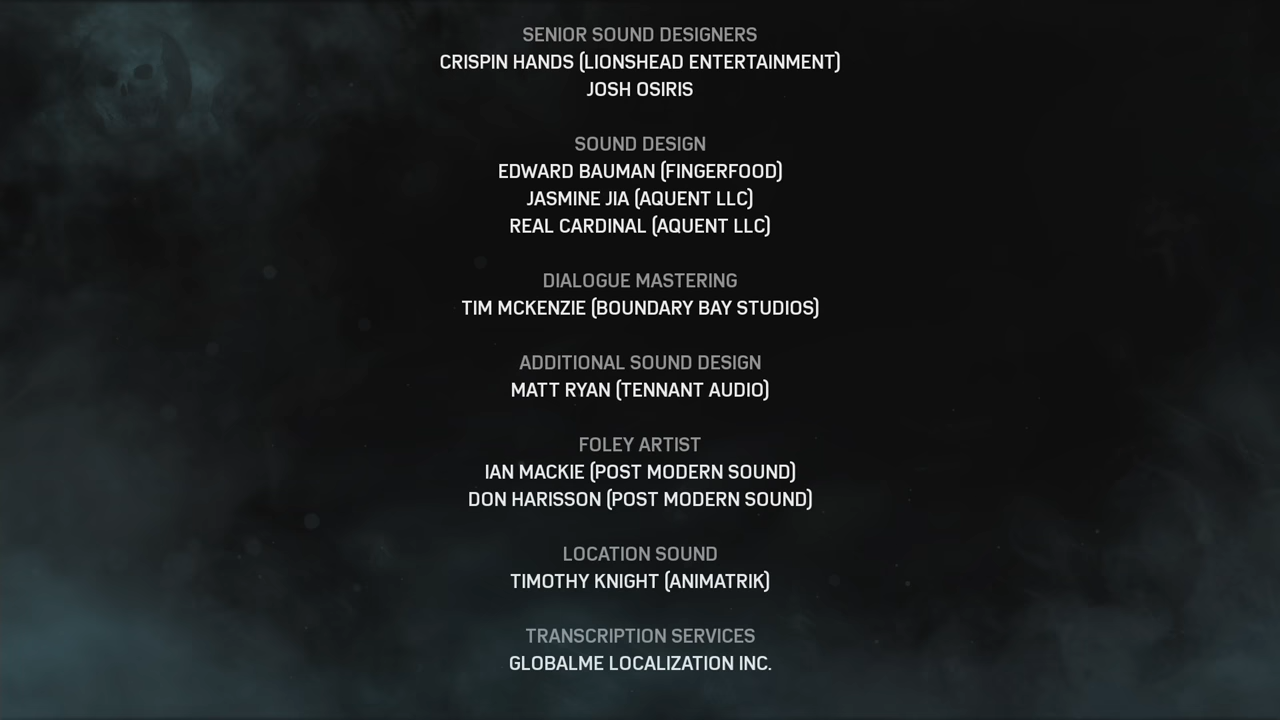 SENIOR SOUND DESIGNERS
CRISPIN HANDS (LIONSHEAD ENTERTAINMENT)
JOSH OSIRIS
SOUND DESIGN
EDWARD BAUMAN (FINGERFOOD)
JASMINE JIA (AQUENT LLC)
REAL CARDINAL (AQUENT LLC)
DIALOGUE MASTERING
TIM MCKENZIE (BOUNDARY BAY STUDIOS)
ADDITIONAL SOUND DESIGN
MATT RYAN (TENNANT AUDIO)
FOLEY ARTIST
IAN MACKIE (POST MODERN SOUND)
DON HARISSON (POST MODERN SOUND)
LOCATION SOUND
TIMOTHY KNIGHT (ANIMATRIK)
TRANSCRIPTION SERVICES
GLOBALME LOCALIZATION INC.